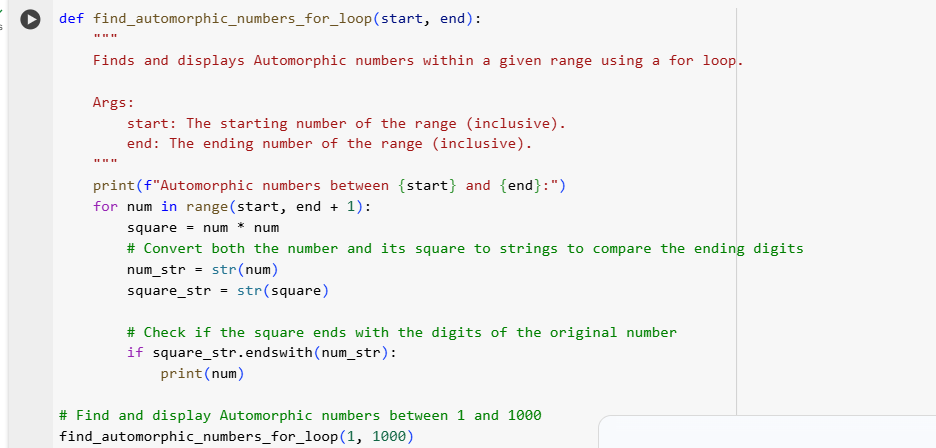 def find_automorphic_numbers_for_loop(start, end):
    """
    Finds and displays Automorphic numbers within a given range using a for loop.

    Args:
        start: The starting number of the range (inclusive).
        end: The ending number of the range (inclusive).
    """
    print(f"Automorphic numbers between {start} and {end}:")
    for num in range(start, end + 1):
        square = num * num
        # Convert both the number and its square to strings to compare the ending digits
        num_str = str(num)
        square_str = str(square)

        # Check if the square ends with the digits of the original number
        if square_str.endswith(num_str):
            print(num)

# Find and display Automorphic numbers between 1 and 1000
find_automorphic_numbers_for_loop(1, 1000)